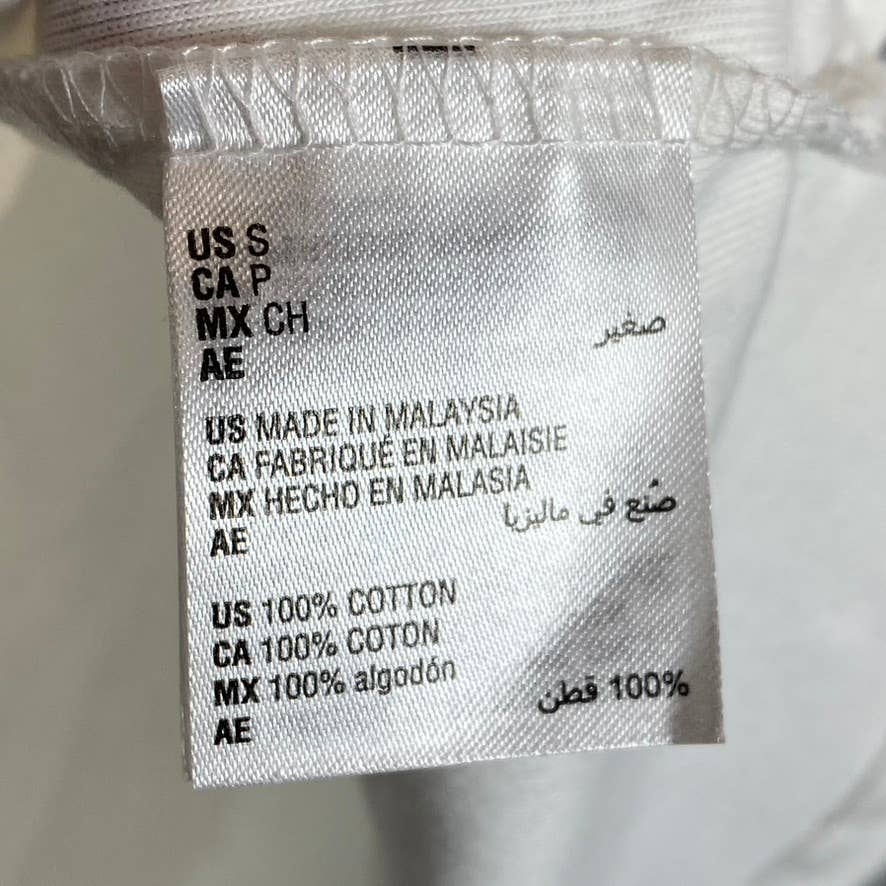 US S
CA P
MX CH
AE صغير
US MADE IN MALAYSIA
CA FABRIQUÉ EN MALAISIE
MX HECHO EN MALASIA
AE صُنع في ماليزيا
US 100% COTTON
CA 100% COTON
MX 100% algodón
AE 100% قطن